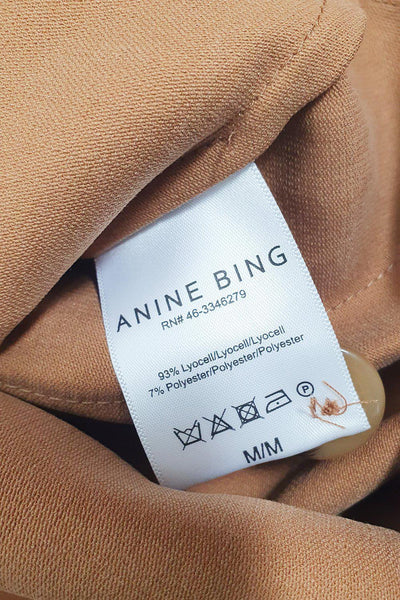 ANINE BING
RN# 46-3346279
93% Lyocell/Lyocell/Lyocell
7% Polyester/Polyester/Polyester
M/M